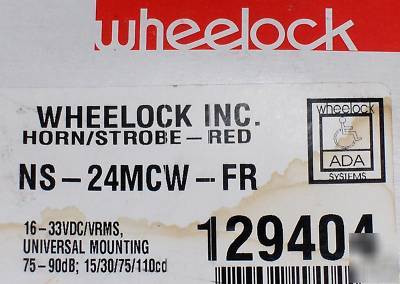 wheelock
WHEELOCK INC.
HORN/STROBE – RED
NS – 24MCW – FR
wheelock
ADA
SYSTEMS
16 – 33VDC/VRMS,
UNIVERSAL MOUNTING
75 – 90dB; 15/30/75/110cd
129404